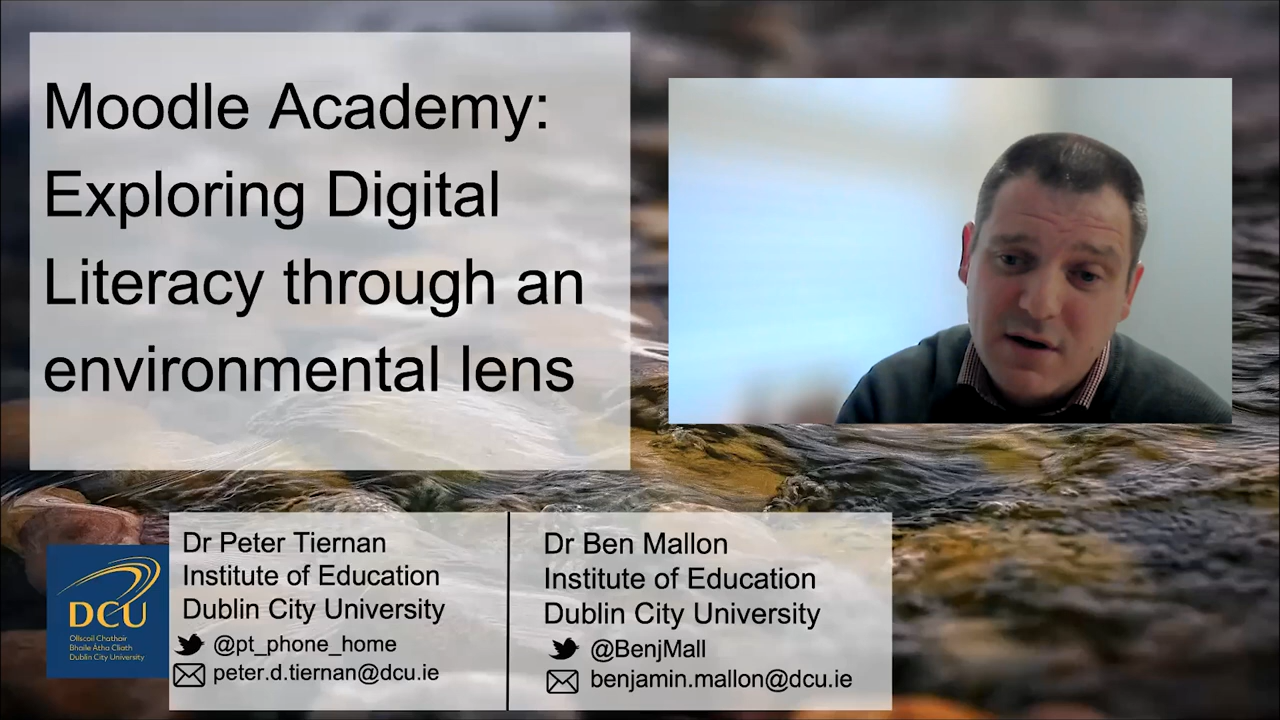 Moodle Academy:
Exploring Digital
Literacy through an
environmental lens
DCU
Ollscoil Chathair
Bhaile Átha Cliath
Dublin City University
Dr Peter Tiernan
Institute of Education
Dublin City University
@pt_phone_home
peter.d.tiernan@dcu.ie
Dr Ben Mallon
Institute of Education
Dublin City University
@BenjMall
benjamin.mallon@dcu.ie